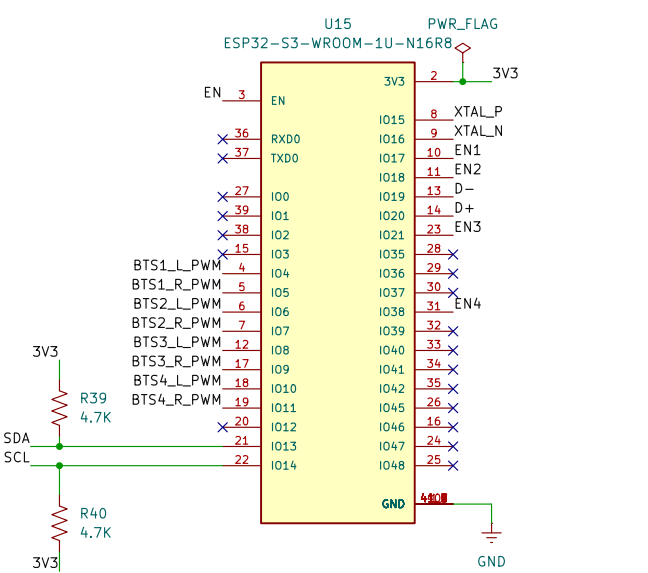 U15
PWR_FLAG
ESP32-S3-WROOM-1U-N16R8
3V3 2 3V3
EN 3 EN
IO15 8 XTAL_P
36 RXD0 IO16 9 XTAL_N
37 TXD0 IO17 10 EN1
IO18 11 EN2
27 IO0 IO19 13 D-
39 IO1 IO20 14 D+
38 IO2 IO21 23 EN3
15 IO3 IO35 28
BTS1_L_PWM 4 IO4 IO36 29
BTS1_R_PWM 5 IO5 IO37 30
BTS2_L_PWM 6 IO6 IO38 31 EN4
BTS2_R_PWM 7 IO7 IO39 32
BTS3_L_PWM 12 IO8 IO40 33
BTS3_R_PWM 17 IO9 IO41 34
BTS4_L_PWM 18 IO10 IO42 35
BTS4_R_PWM 19 IO11 IO45 26
20 IO12 IO46 16
SDA 21 IO13 IO47 24
SCL 22 IO14 IO48 25
3V3
R39
4.7K
GND
R40
4.7K
3V3
GND